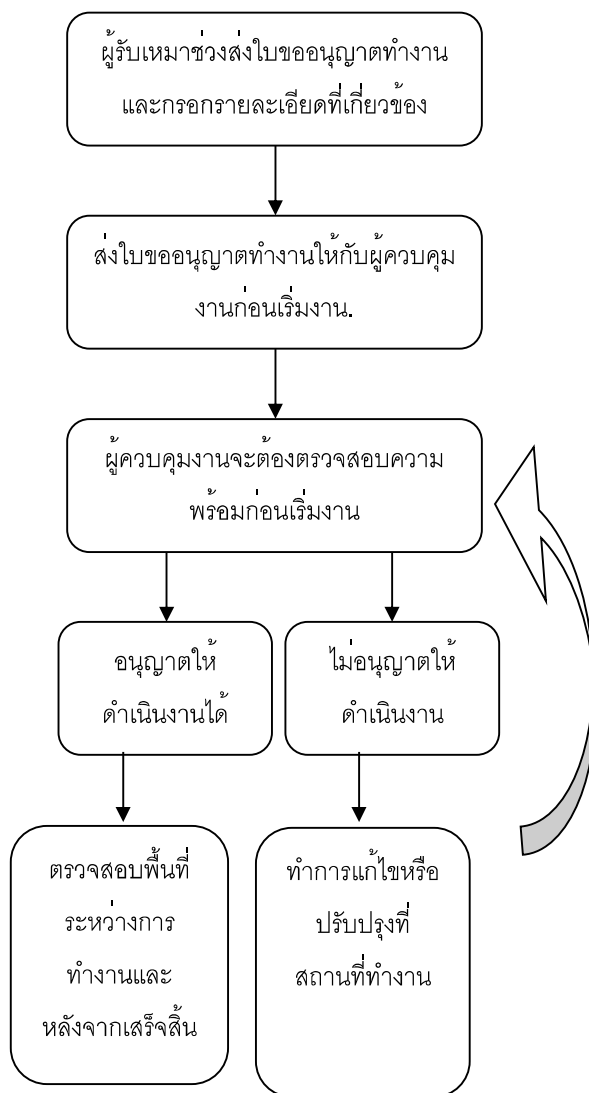 ผู้รับเหมาช่วงส่งใบขออนุญาตทำงาน
และกรอกรายละเอียดที่เกี่ยวข้อง
ส่งใบขออนุญาตทำงานให้กับผู้ควบคุม
งานก่อนเริ่มงาน.
ผู้ควบคุมงานจะต้องตรวจสอบความ
พร้อมก่อนเริ่มงาน
อนุญาตให้
ดำเนินงานได้
ไม่อนุญาตให้
ดำเนินงาน
ตรวจสอบพื้นที่
ระหว่างการ
ทำงานและ
หลังจากเสร็จสิ้น
ทำการแก้ไขหรือ
ปรับปรุงที่
สถานที่ทำงาน